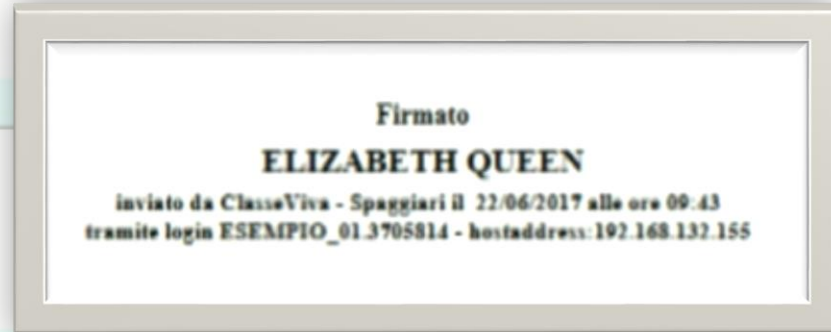 Firmato
ELIZABETH QUEEN
inviato da ClasseViva - Spaggiari il 22/06/2017 alle ore 09:43
tramite login ESEMPIO_01.3705814 - hostaddress:192.168.132.155